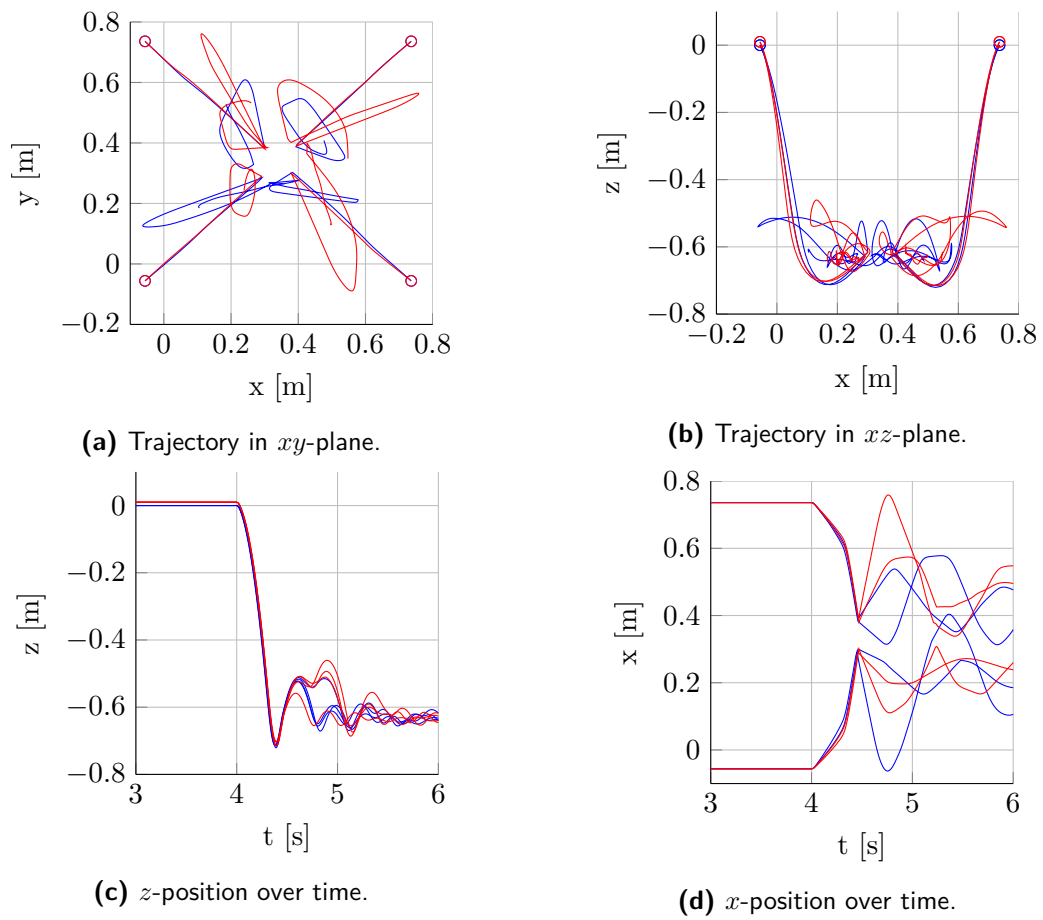 0.8
0.6
0.4
0.2
0
−0.2
y [m]
0 0.2 0.4 0.6 0.8
x [m]
(a) Trajectory in xy-plane.
0
−0.2
−0.4
−0.6
−0.8
z [m]
−0.2 0 0.2 0.4 0.6 0.8
x [m]
(b) Trajectory in xz-plane.
0
−0.2
−0.4
−0.6
−0.8
z [m]
3 4 5 6
t [s]
(c) z-position over time.
0.8
0.6
0.4
0.2
0
x [m]
3 4 5 6
t [s]
(d) x-position over time.